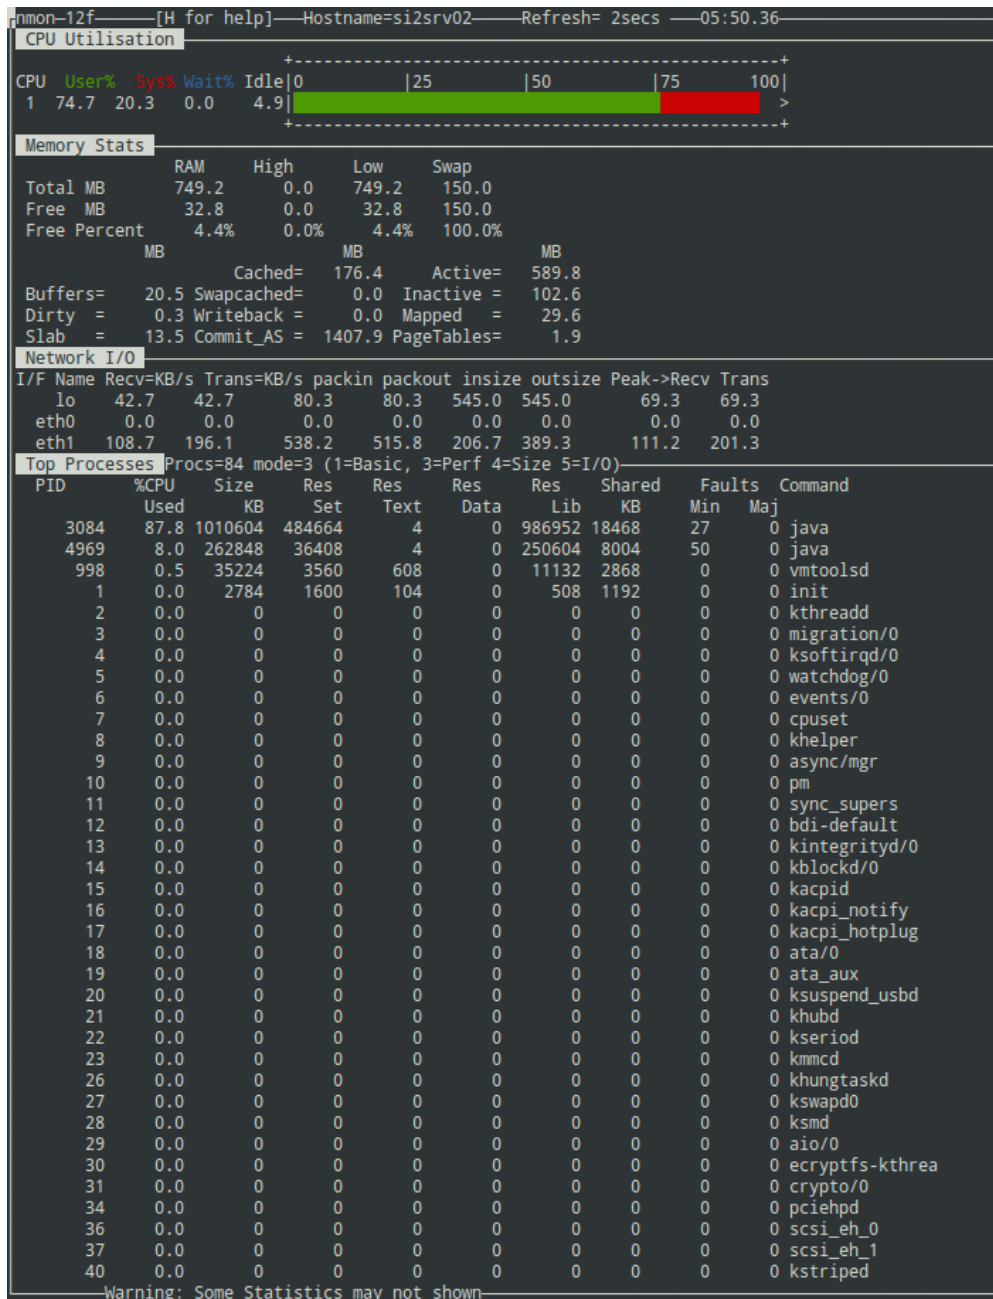 nmon-12f——[H for help]——Hostname=si2srv02——Refresh= 2secs ——05:50.36
CPU Utilisation
+-------------------------------------------------+
CPU User% Sys% Wait% Idle|0 |25 |50 |75 100|
1 74.7 20.3 0.0 4.9| >
+-------------------------------------------------+
Memory Stats
RAM High Low Swap
Total MB 749.2 0.0 749.2 150.0
Free MB 32.8 0.0 32.8 150.0
Free Percent 4.4% 0.0% 4.4% 100.0%
MB MB MB
Cached= 176.4 Active= 589.8
Buffers= 20.5 Swapcached= 0.0 Inactive = 102.6
Dirty = 0.3 Writeback = 0.0 Mapped = 29.6
Slab = 13.5 Commit_AS = 1407.9 PageTables= 1.9
Network I/O
I/F Name Recv=KB/s Trans=KB/s packin packout insize outsize Peak->Recv Trans
lo 42.7 42.7 80.3 80.3 545.0 545.0 69.3 69.3
eth0 0.0 0.0 0.0 0.0 0.0 0.0 0.0 0.0
eth1 108.7 196.1 538.2 515.8 206.7 389.3 111.2 201.3
Top Processes Procs=84 mode=3 (1=Basic, 3=Perf 4=Size 5=I/O)
PID %CPU Size Res Res Res Res Shared Faults Command
Used KB Set Text Data Lib KB Min Maj
3084 87.8 1010604 484664 4 0 986952 18468 27 0 java
4969 8.0 262848 36408 4 0 250604 8004 50 0 java
998 0.5 35224 3560 608 0 11132 2868 0 0 vmtoolsd
1 0.0 2784 1600 104 0 508 1192 0 0 init
2 0.0 0 0 0 0 0 0 0 0 kthreadd
3 0.0 0 0 0 0 0 0 0 0 migration/0
4 0.0 0 0 0 0 0 0 0 0 ksoftirqd/0
5 0.0 0 0 0 0 0 0 0 0 watchdog/0
6 0.0 0 0 0 0 0 0 0 0 events/0
7 0.0 0 0 0 0 0 0 0 0 cpuset
8 0.0 0 0 0 0 0 0 0 0 khelper
9 0.0 0 0 0 0 0 0 0 0 async/mgr
10 0.0 0 0 0 0 0 0 0 0 pm
11 0.0 0 0 0 0 0 0 0 0 sync_supers
12 0.0 0 0 0 0 0 0 0 0 bdi-default
13 0.0 0 0 0 0 0 0 0 0 kintegrityd/0
14 0.0 0 0 0 0 0 0 0 0 kblockd/0
15 0.0 0 0 0 0 0 0 0 0 kacpid
16 0.0 0 0 0 0 0 0 0 0 kacpi_notify
17 0.0 0 0 0 0 0 0 0 0 kacpi_hotplug
18 0.0 0 0 0 0 0 0 0 0 ata/0
19 0.0 0 0 0 0 0 0 0 0 ata_aux
20 0.0 0 0 0 0 0 0 0 0 ksuspend_usbd
21 0.0 0 0 0 0 0 0 0 0 khubd
22 0.0 0 0 0 0 0 0 0 0 kseriod
23 0.0 0 0 0 0 0 0 0 0 kmmcd
26 0.0 0 0 0 0 0 0 0 0 khungtaskd
27 0.0 0 0 0 0 0 0 0 0 kswapd0
28 0.0 0 0 0 0 0 0 0 0 ksmd
29 0.0 0 0 0 0 0 0 0 0 aio/0
30 0.0 0 0 0 0 0 0 0 0 ecryptfs-kthrea
31 0.0 0 0 0 0 0 0 0 0 crypto/0
34 0.0 0 0 0 0 0 0 0 0 pciehpd
36 0.0 0 0 0 0 0 0 0 0 scsi_eh_0
37 0.0 0 0 0 0 0 0 0 0 scsi_eh_1
40 0.0 0 0 0 0 0 0 0 0 kstriped
Warning: Some Statistics may not shown